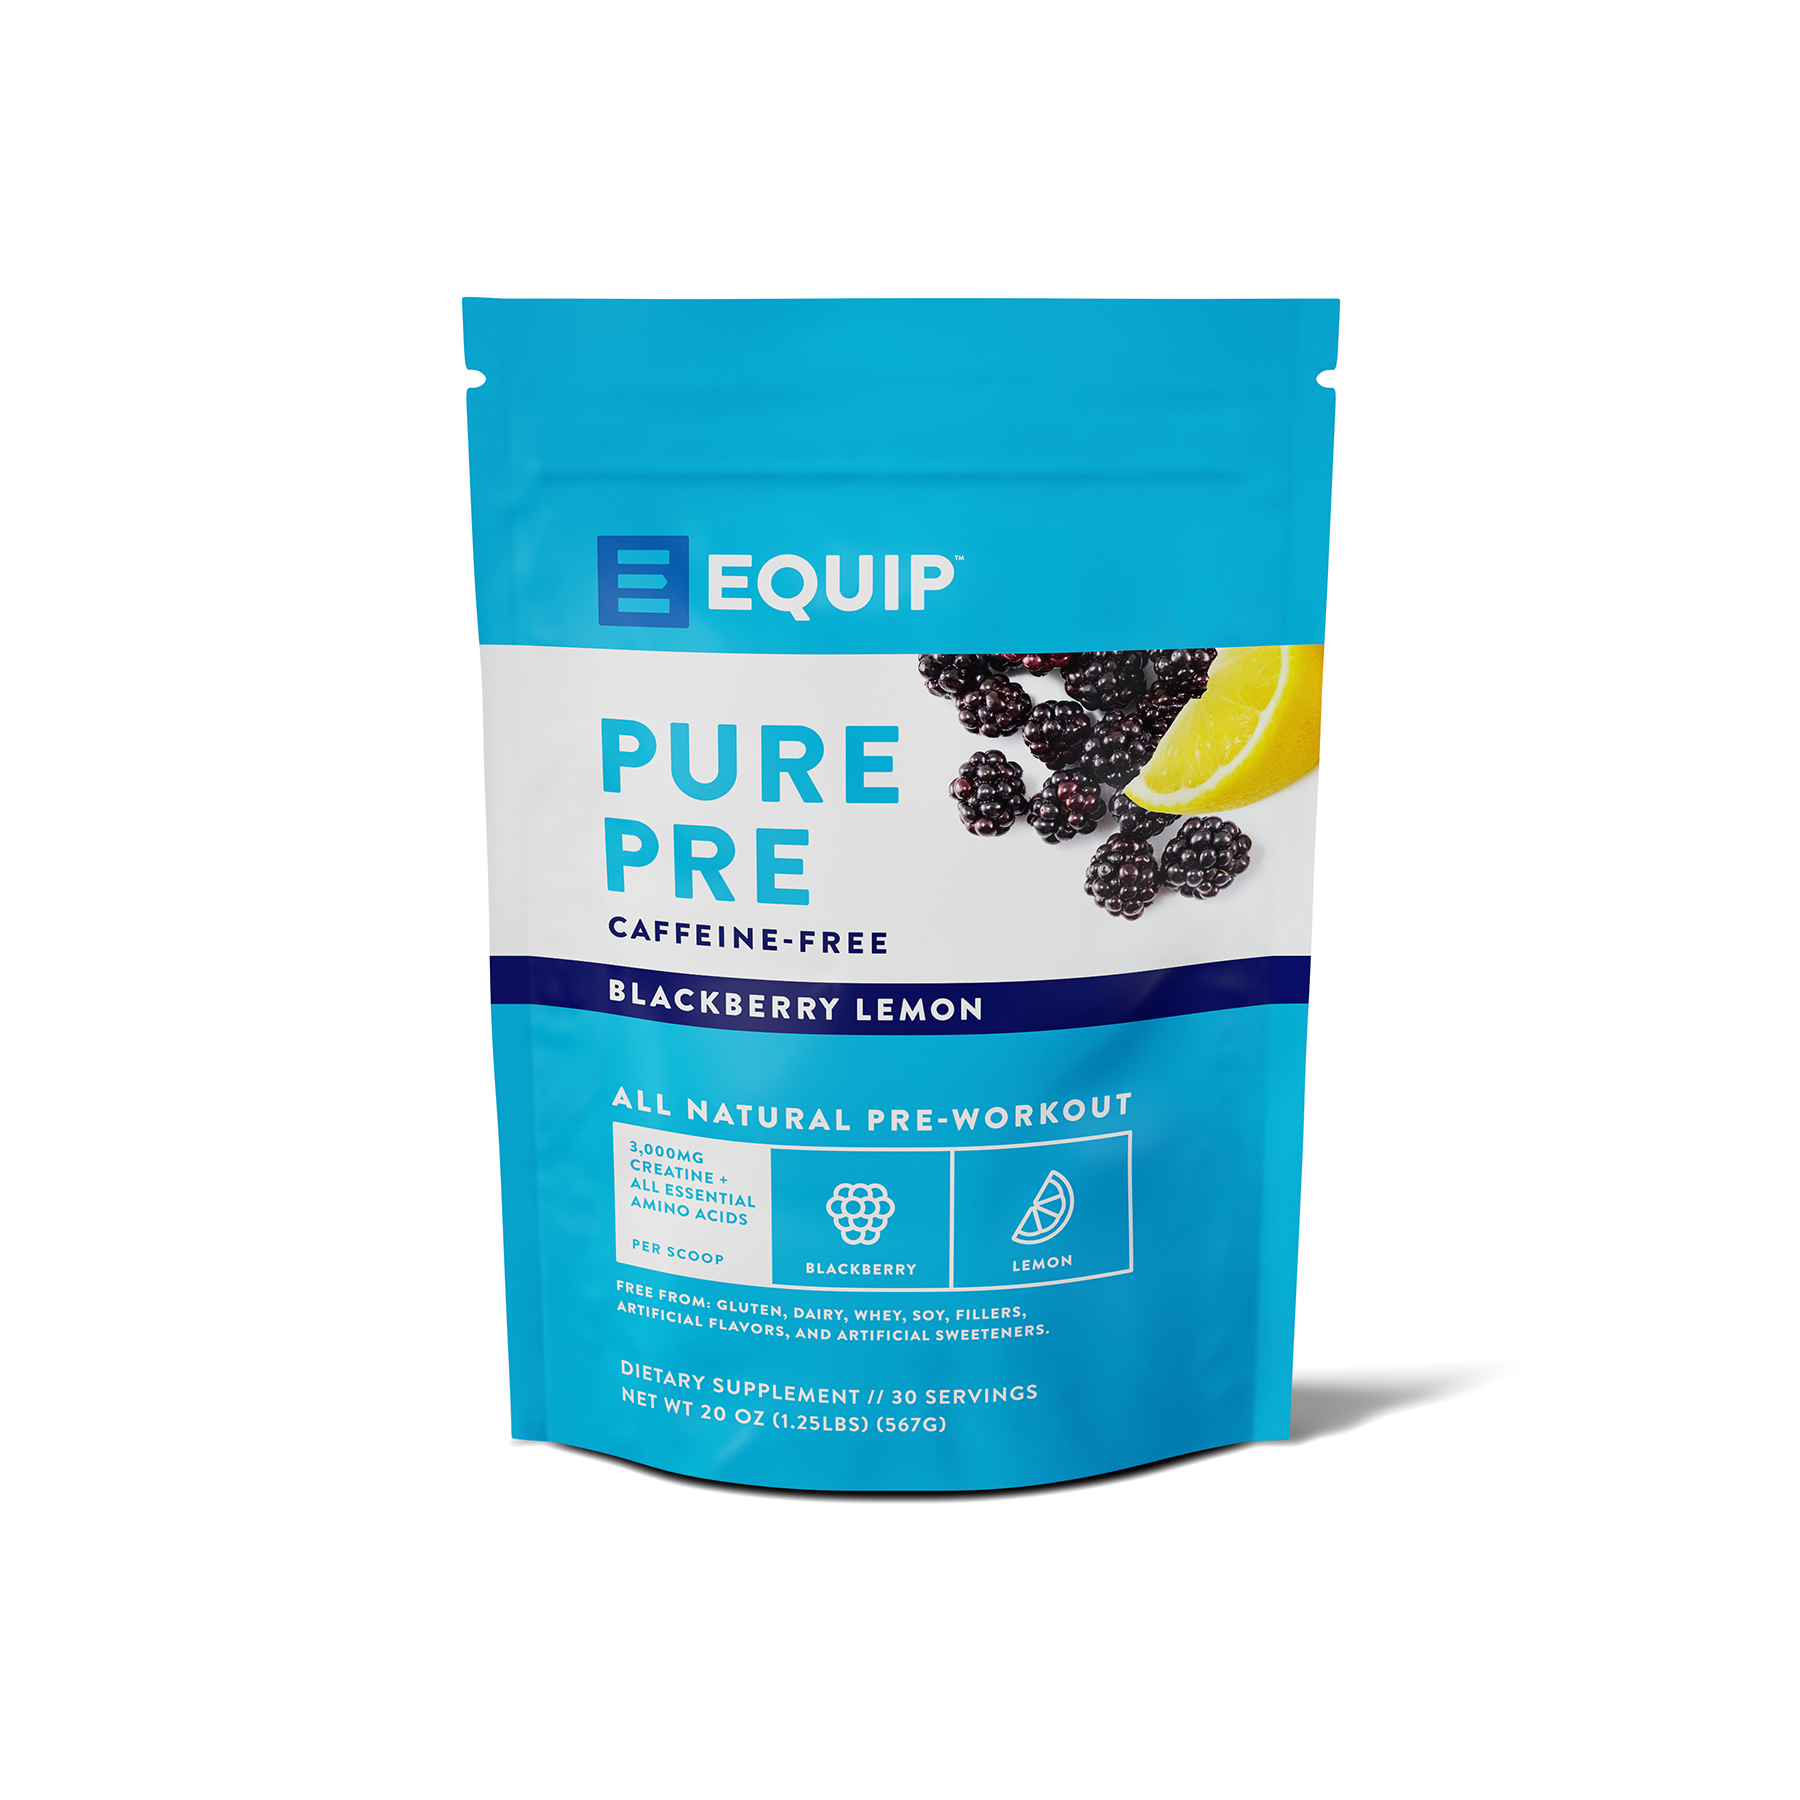 EQUIP™
PURE
PRE
CAFFEINE-FREE
BLACKBERRY LEMON
ALL NATURAL PRE-WORKOUT
3,000MG
CREATINE +
ALL ESSENTIAL
AMINO ACIDS
PER SCOOP
BLACKBERRY
LEMON
FREE FROM: GLUTEN, DAIRY, WHEY, SOY, FILLERS,
ARTIFICIAL FLAVORS, AND ARTIFICIAL SWEETENERS.
DIETARY SUPPLEMENT // 30 SERVINGS
NET WT 20 OZ (1.25LBS) (567G)